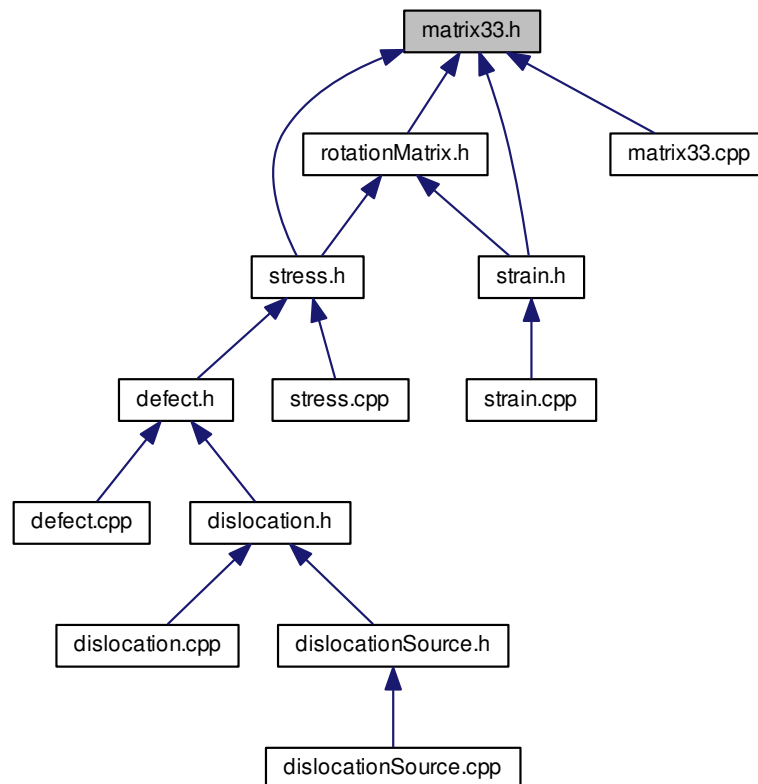 matrix33.h
rotationMatrix.h
matrix33.cpp
stress.h
strain.h
defect.h
stress.cpp
strain.cpp
defect.cpp
dislocation.h
dislocation.cpp
dislocationSource.h
dislocationSource.cpp